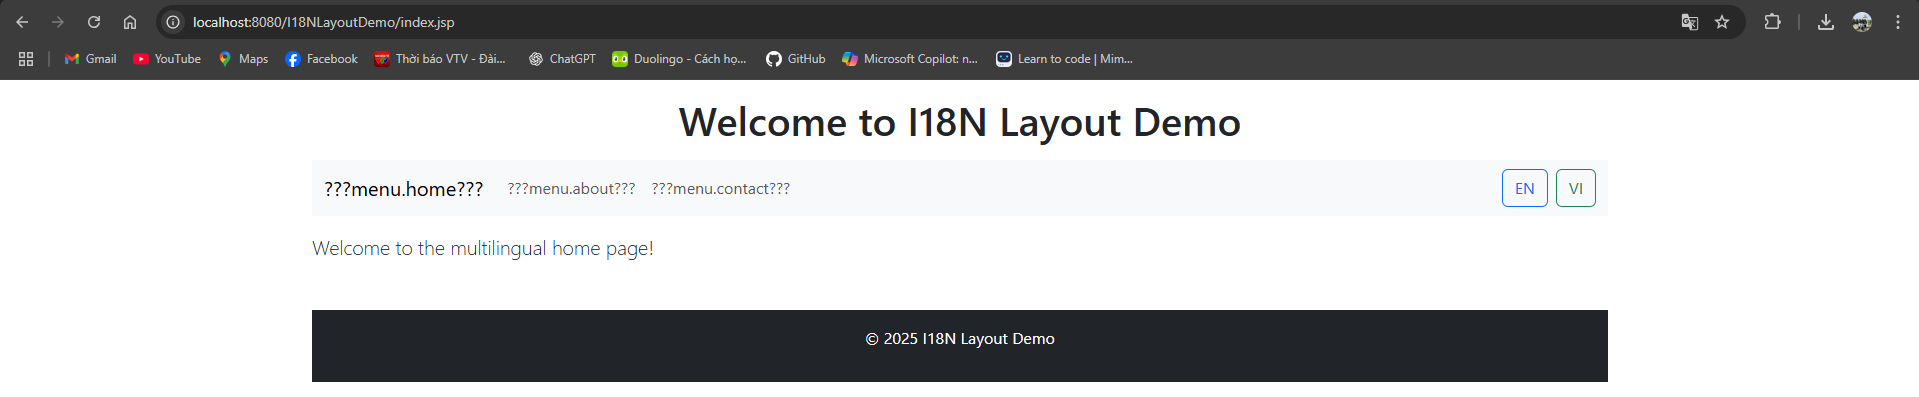 localhost:8080/I18NLayoutDemo/index.jsp
Gmail YouTube Maps Facebook Thời báo VTV - Đài... ChatGPT Duolingo - Cách họ... GitHub Microsoft Copilot: n... Learn to code | Mim...
Welcome to I18N Layout Demo
???menu.home??? ???menu.about??? ???menu.contact??? EN VI
Welcome to the multilingual home page!
© 2025 I18N Layout Demo